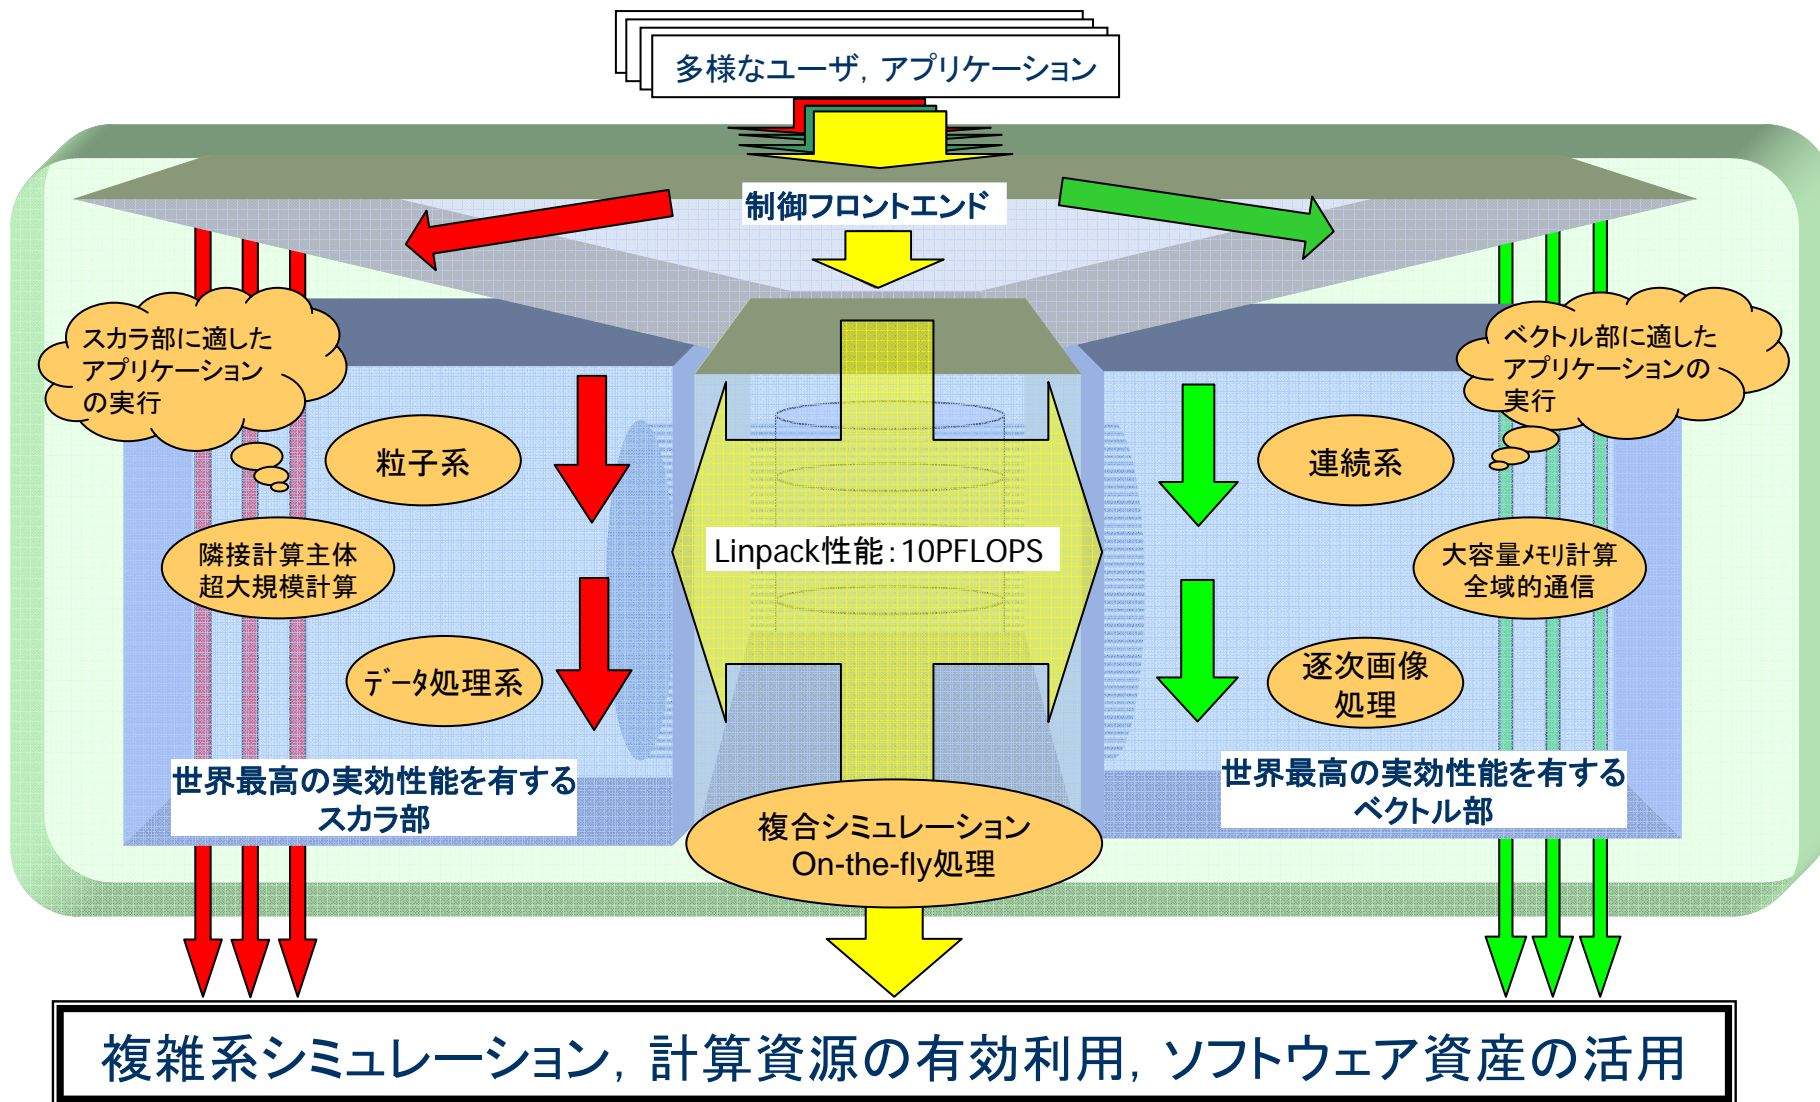 多様なユーザ, アプリケーション
制御フロントエンド
スカラ部に適した
アプリケーション
の実行
ベクトル部に適した
アプリケーションの
実行
粒子系
連続系
Linpack性能:10PFLOPS
隣接計算主体
超大規模計算
大容量ﾒﾓﾘ計算
全域的通信
ﾃﾞｰﾀ処理系
逐次画像
処理
世界最高の実効性能を有する
スカラ部
世界最高の実効性能を有する
ベクトル部
複合シミュレーション
On-the-fly処理
複雑系シミュレーション, 計算資源の有効利用, ソフトウェア資産の活用